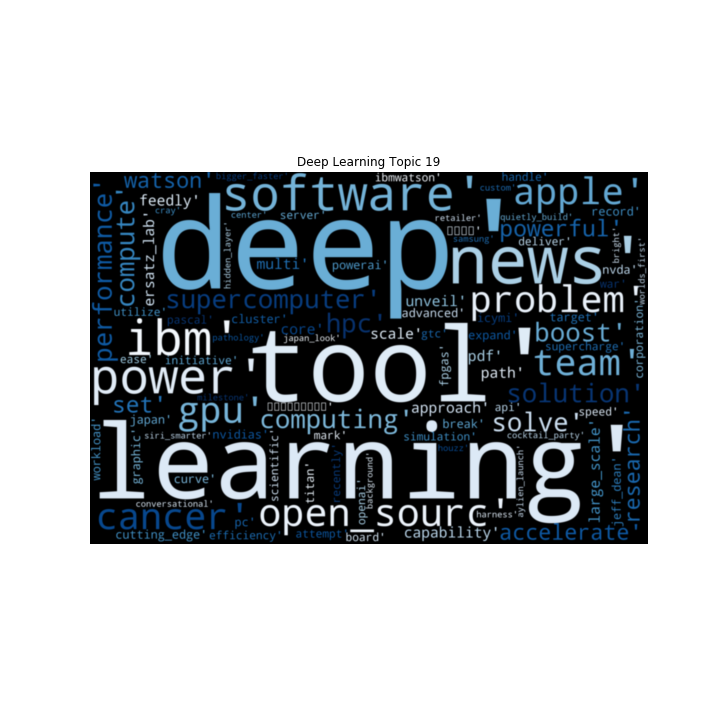 Deep Learning Topic 19
watson'
bigger_faster'
ibmwatson'
handle'
feedly'
software'
custom'
apple'
cray'
center'
server'
retailer'
quietly_build'
record'
performance'
compute'
ersatz_lab'
deep'
samsung'
powerful'
deliver'
bright'
worlds_first'
hidden_layer'
news'
multi'
powerai'
nvda'
supercomputer'
unveil'
problem'
war'
utilize'
advanced'
pascal'
cluster'
core'
hpc'
icymi'
target'
corporation'
ibm'
pathology'
japan_look'
scale'
gtc'
expand'
boost'
supercharge'
ease'
initiative'
tool'
fpgas'
pdf'
path'
team'
power'
milestone'
solution'
set'
gpu'
approach'
api'
speed'
japan'
computing'
break'
solve'
workload'
graphic'
siri_smarter'
nvidias'
mark'
simulation'
cocktail_party'
research'
learning'
scientific'
houzz'
large_scale'
curve'
titan'
recently'
background'
openai'
aylien_launch'
jeff_dean'
conversational'
cancer'
pc'
open_sourc'
harness'
cutting_edge'
efficiency'
attempt'
board'
capability'
accelerate'